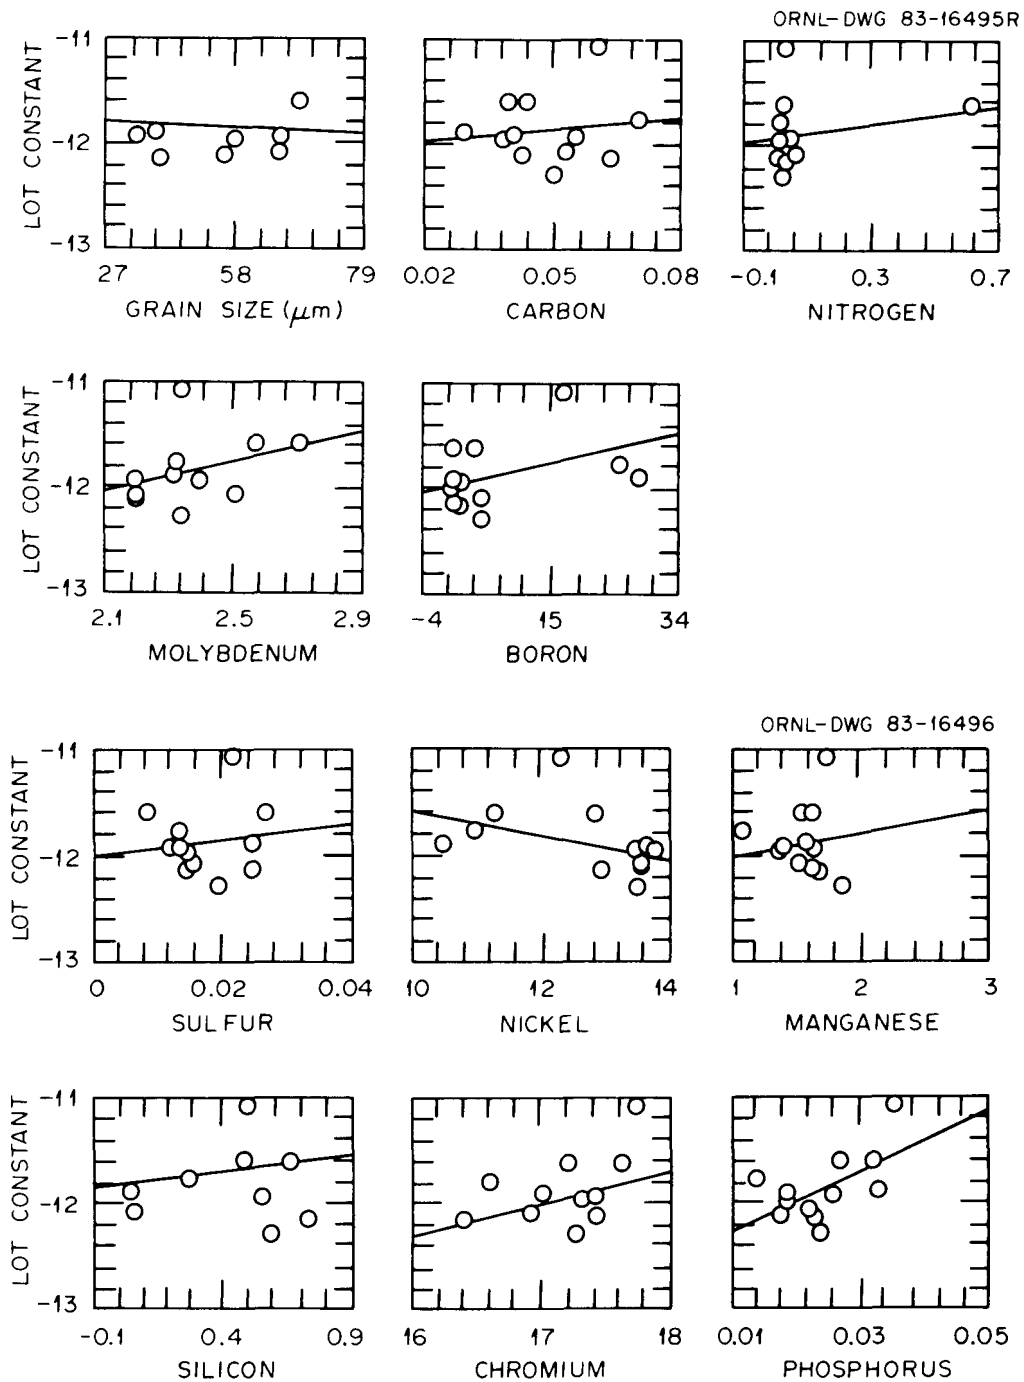 ORNL-DWG 83-16495R
LOT CONSTANT
-11
-12
-13
27 58 79
GRAIN SIZE (μm)
0.02 0.05 0.08
CARBON
-0.1 0.3 0.7
NITROGEN
LOT CONSTANT
-11
-12
-13
2.1 2.5 2.9
MOLYBDENUM
-4 15 34
BORON
ORNL-DWG 83-16496
LOT CONSTANT
-11
-12
-13
0 0.02 0.04
SULFUR
10 12 14
NICKEL
1 2 3
MANGANESE
LOT CONSTANT
-11
-12
-13
-0.1 0.4 0.9
SILICON
16 17 18
CHROMIUM
0.01 0.03 0.05
PHOSPHORUS